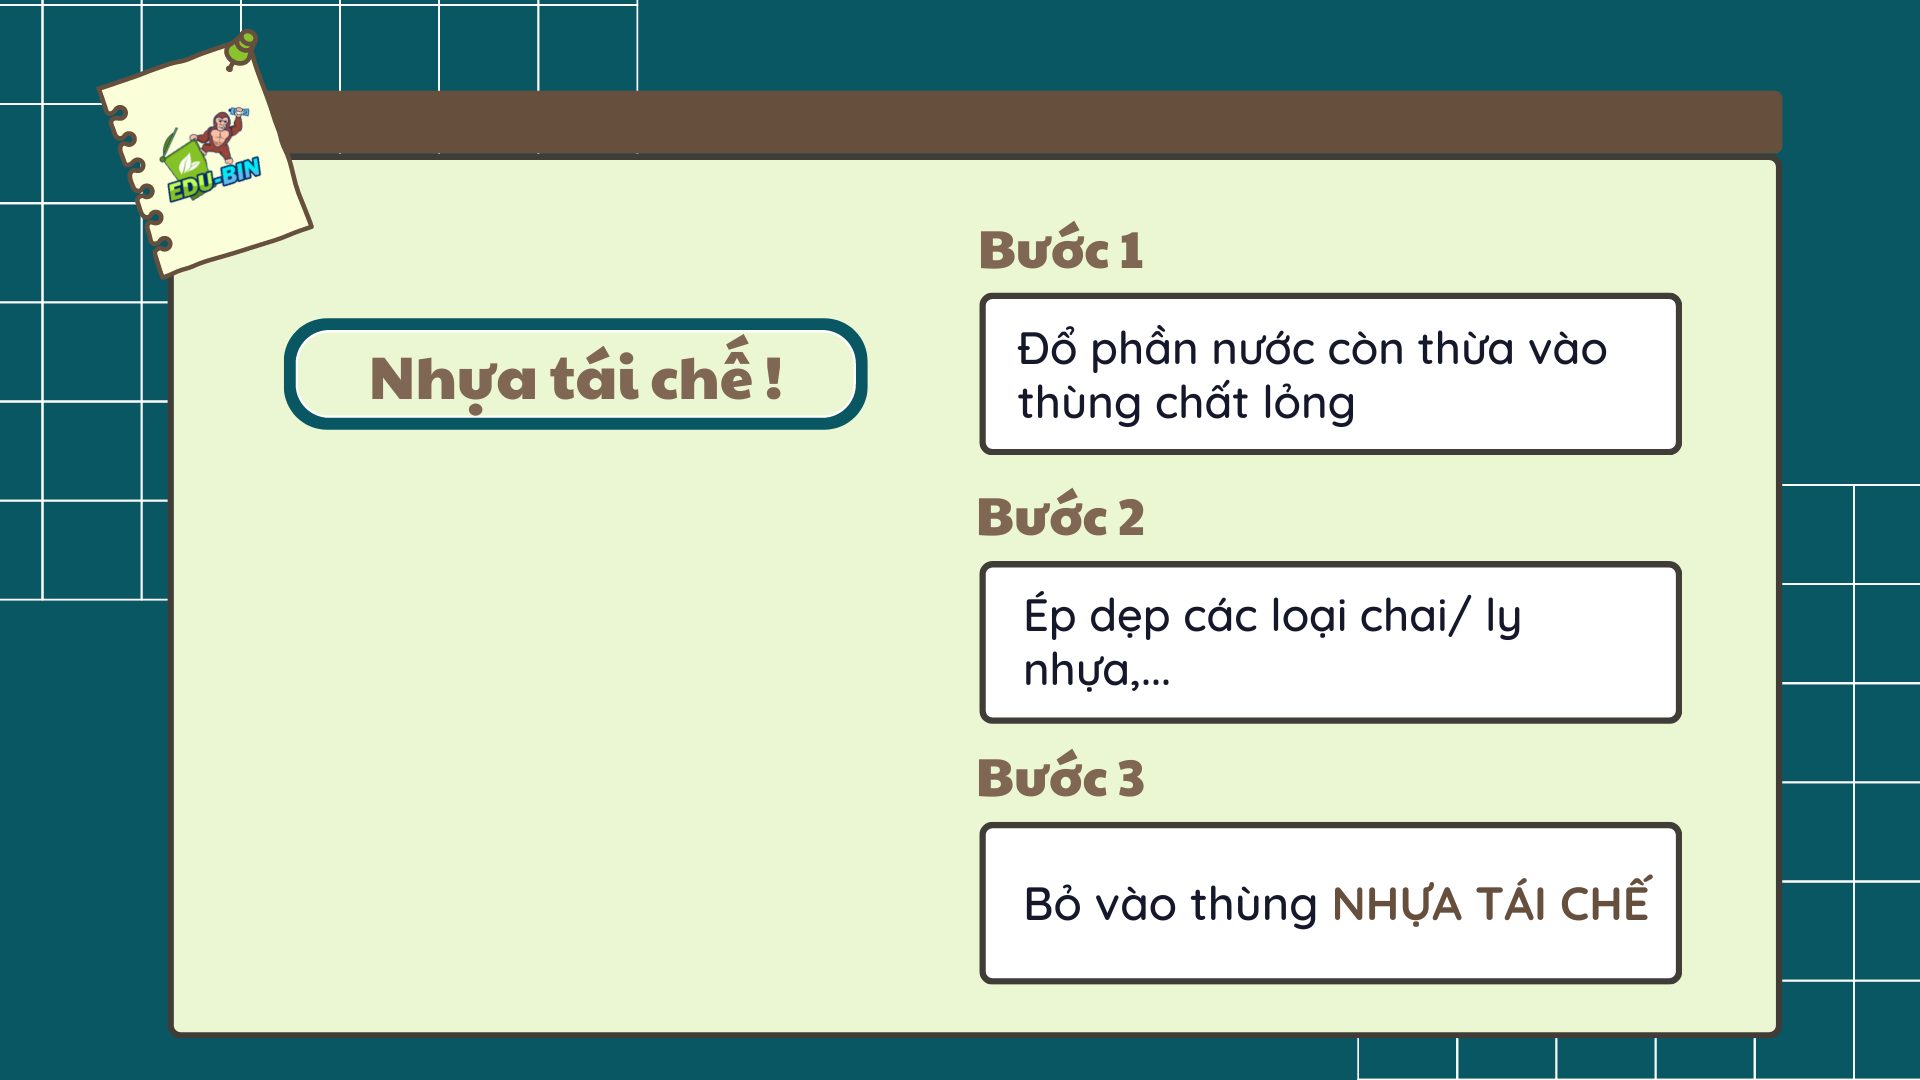 EDU-BIN
Nhựa tái chế !
Bước 1
Đổ phần nước còn thừa vào
thùng chất lỏng
Bước 2
Ép dẹp các loại chai/ ly
nhựa,...
Bước 3
Bỏ vào thùng NHỰA TÁI CHẾ